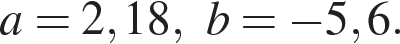 a = 2,18, b = −5,6.